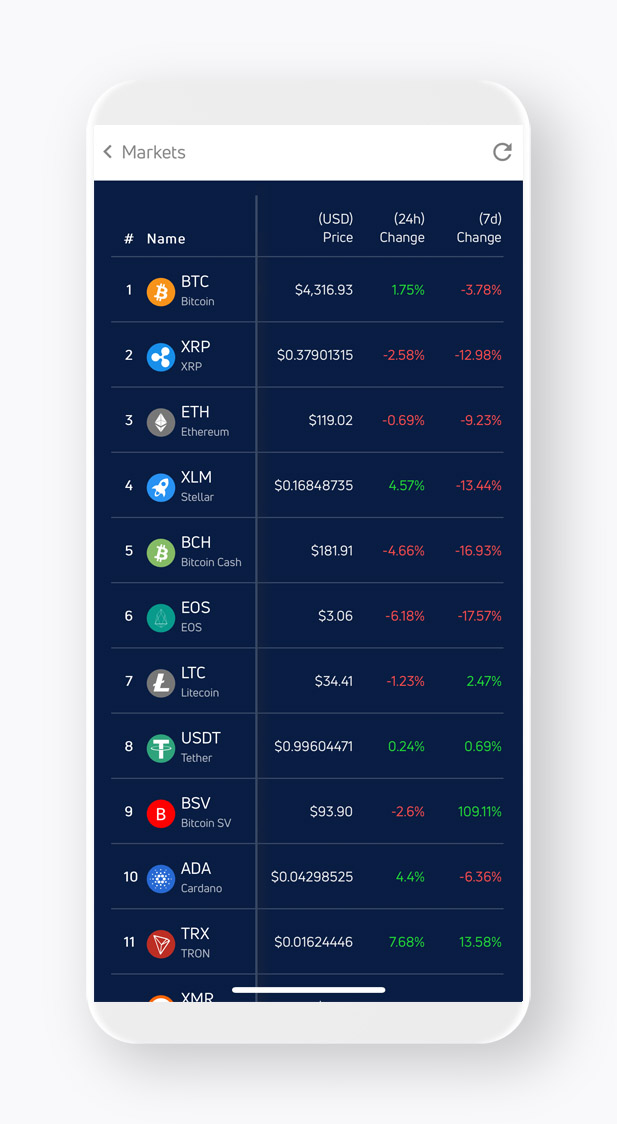 Markets
(USD) (24h) (7d)
# Name Price Change Change
1 BTC $4,316.93 1.75% -3.78%
Bitcoin
2 XRP $0.37901315 -2.58% -12.98%
XRP
3 ETH $119.02 -0.69% -9.23%
Ethereum
4 XLM $0.16848735 4.57% -13.44%
Stellar
5 BCH $181.91 -4.66% -16.93%
Bitcoin Cash
6 EOS $3.06 -6.18% -17.57%
EOS
7 LTC $34.41 -1.23% 2.47%
Litecoin
8 USDT $0.99604471 0.24% 0.69%
Tether
9 B BSV $93.90 -2.6% 109.11%
Bitcoin SV
10 ADA $0.04298525 4.4% -6.36%
Cardano
11 TRX $0.01624446 7.68% 13.58%
TRON
XMR